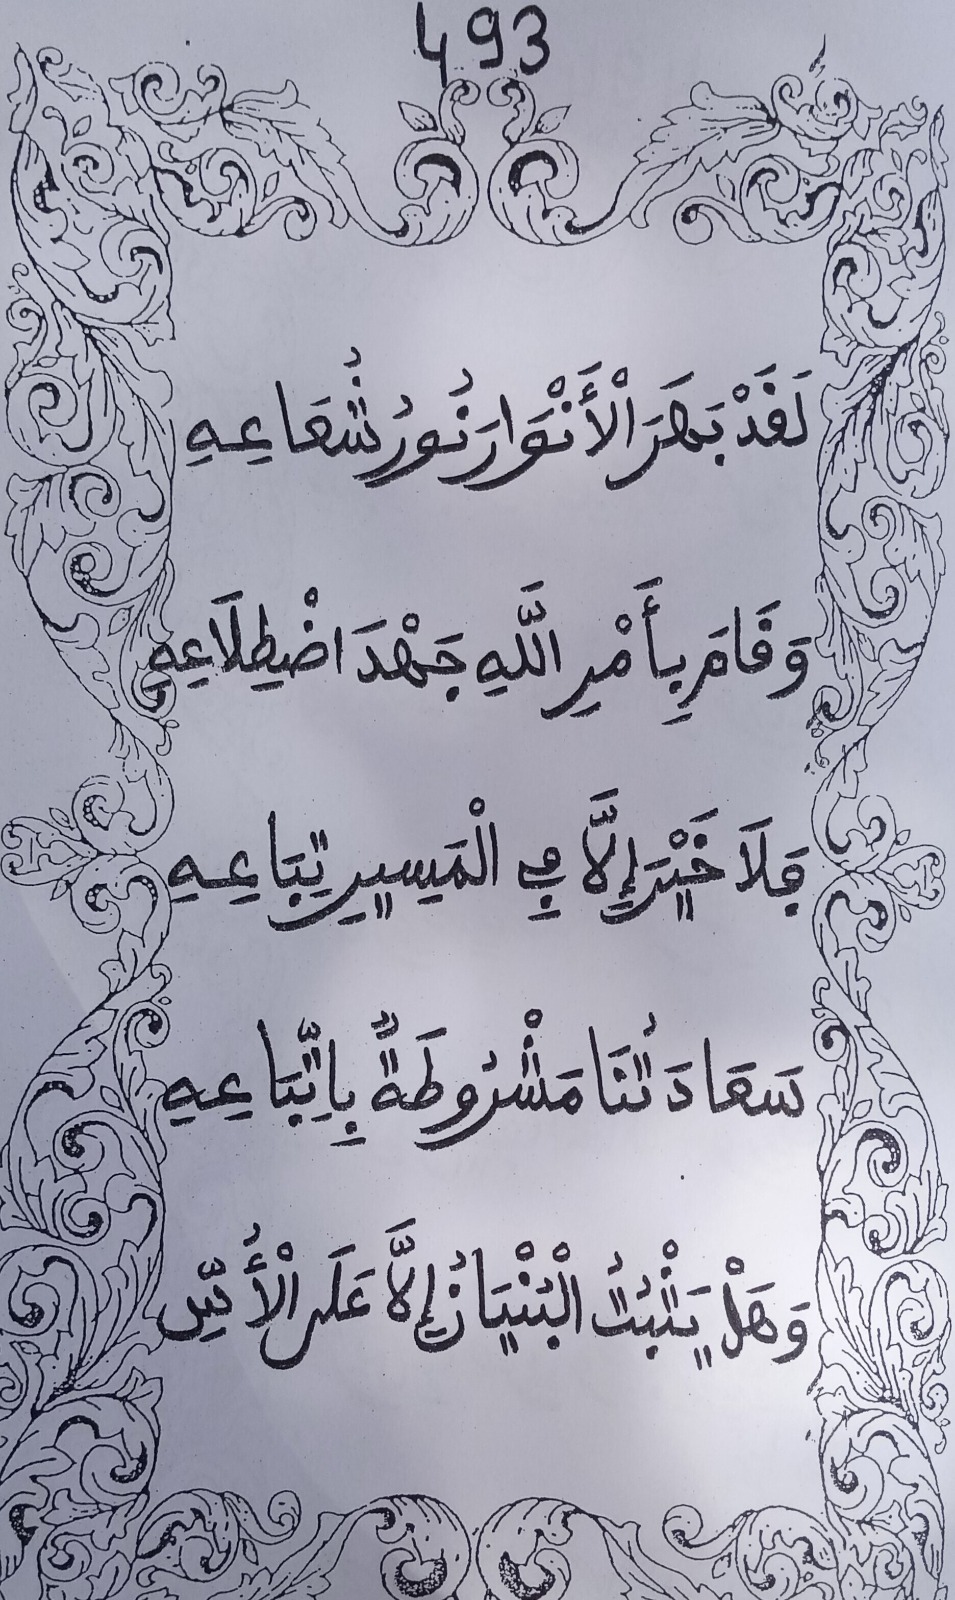 493
لَقَدْ بَهَرَ الْأَنْوَارَ نُورُ شُعَاعِهِ
وَقَامَ بِأَمْرِ اللَّهِ جَهْدَ اضْطِلَاعِهِ
فَلَا خَيْرَ إِلَّا فِي الْمَسِيرِ تِبَاعِهِ
سَعَادَتُنَا مَشْرُوطَةٌ بِاتِّبَاعِهِ
وَهَلْ يَثْبُتُ الْبُنْيَانُ إِلَّا عَلَى الْأُسِّ